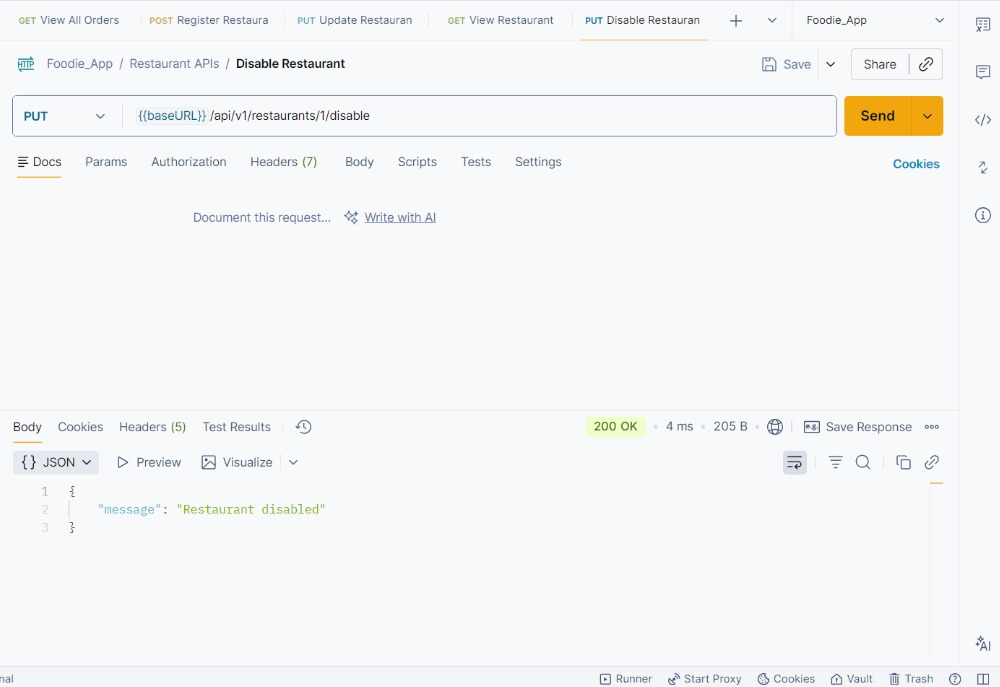 GET View All Orders POST Register Restaura PUT Update Restauran GET View Restaurant PUT Disable Restauran Foodie_App
HTTP Foodie_App / Restaurant APIs / Disable Restaurant Save Share
PUT {{baseURL}} /api/v1/restaurants/1/disable Send
Docs Params Authorization Headers (7) Body Scripts Tests Settings Cookies
Document this request... Write with AI
Body Cookies Headers (5) Test Results 200 OK • 4 ms • 205 B • e.g. Save Response
{} JSON Preview Visualize
1 {
2 "message": "Restaurant disabled"
3 }
AI
nal Runner Start Proxy Cookies Vault Trash